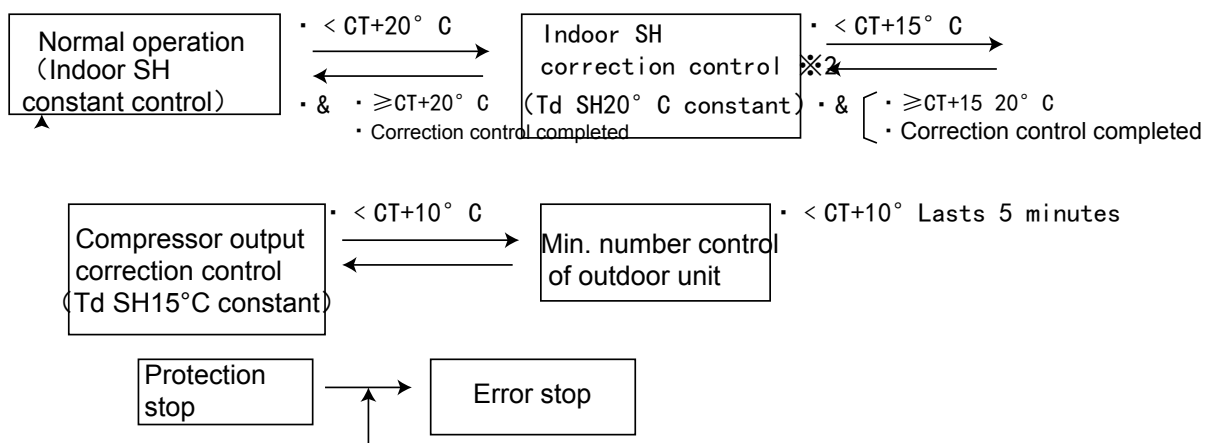 Normal operation
（Indoor SH
constant control）
・ < CT+20° C
・& ・ ≥CT+20° C
・ Correction control completed
Indoor SH
correction control ※2
（Td SH20° C constant）
・ < CT+15° C
・& ・ ≥CT+15 20° C
・ Correction control completed
Compressor output
correction control
（Td SH15°C constant）
・ < CT+10° C
Min. number control
of outdoor unit
・ < CT+10° Lasts 5 minutes
Protection
stop
Error stop